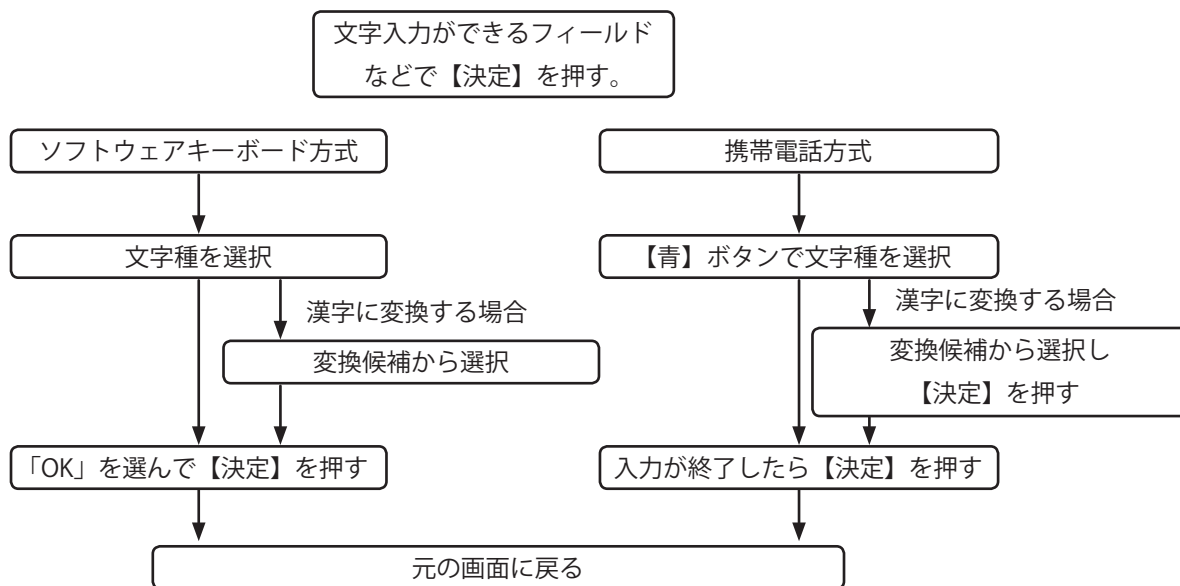 文字入力ができるフィールド
などで【決定】を押す。
ソフトウェアキーボード方式
携帯電話方式
文字種を選択
【青】ボタンで文字種を選択
漢字に変換する場合
漢字に変換する場合
変換候補から選択
変換候補から選択し
【決定】を押す
「OK」を選んで【決定】を押す
入力が終了したら【決定】を押す
元の画面に戻る